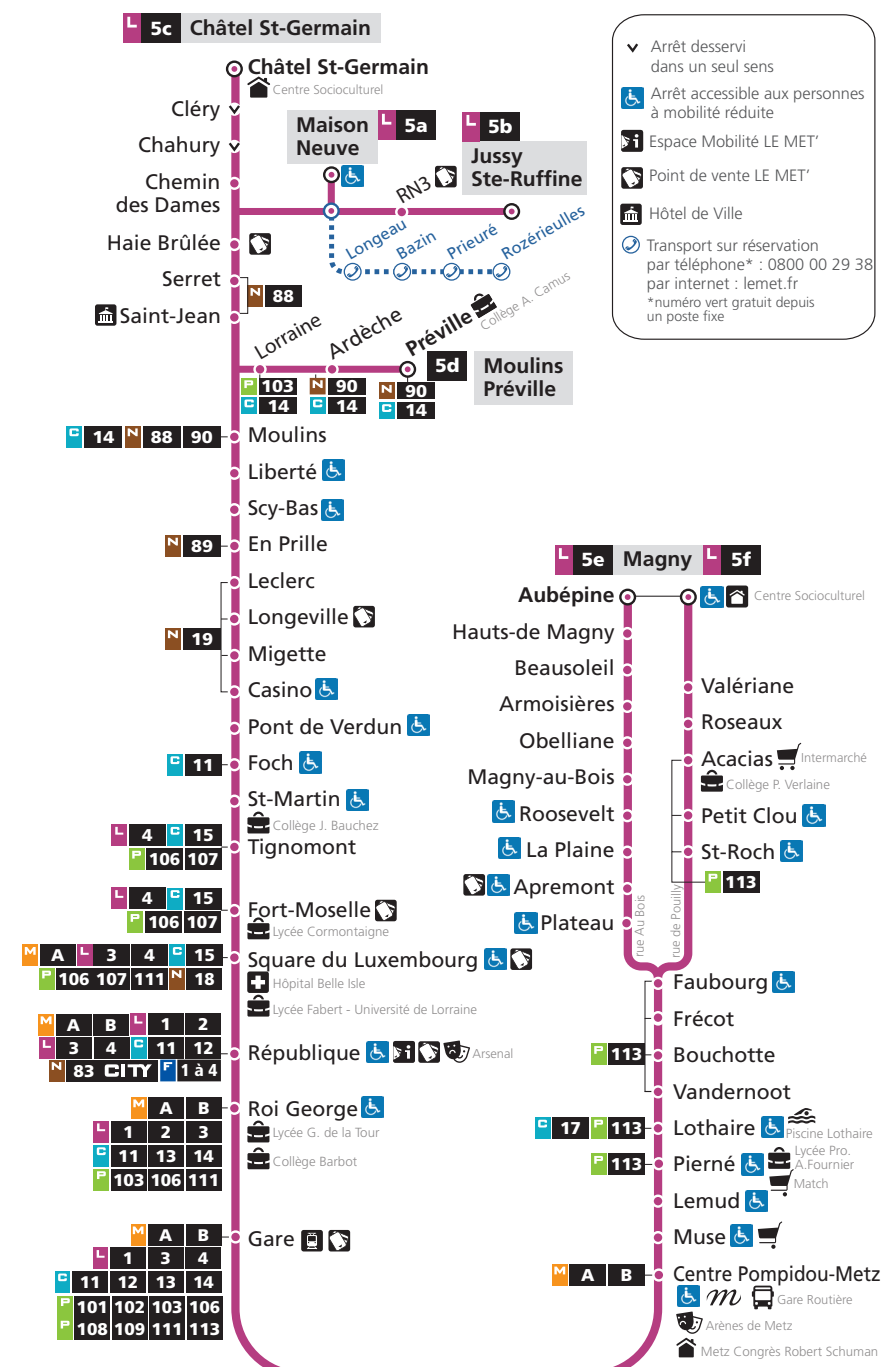 L 5c Châtel St-Germain
Châtel St-Germain
Centre Socioculturel
Cléry
Chahury
Chemin
des Dames
Haie Brûlée
Serret
N 88
Saint-Jean
Maison
Neuve
L 5a
L 5b
Jussy
Ste-Ruffine
RN3
Longeau
Bazin
Prieuré
Rozérieulles
Arrêt desservi
dans un seul sens
Arrêt accessible aux personnes
à mobilité réduite
i Espace Mobilité LE MET'
Point de vente LE MET'
Hôtel de Ville
Transport sur réservation
par téléphone* : 0800 00 29 38
par internet : lemet.fr
*numéro vert gratuit depuis
un poste fixe
Lorraine
Ardèche
Préville
Collège A. Camus
5d Moulins
Préville
P 103
C 14
N 90
C 14
N 90
C 14
C 14 N 88 90 Moulins
Liberté
Scy-Bas
N 89 En Prille
Leclerc
Longeville
N 19
Migette
Casino
Pont de Verdun
C 11 Foch
St-Martin
Collège J. Bauchez
L 4 C 15
P 106 107
Tignomont
L 4 C 15
P 106 107
Fort-Moselle
Lycée Cormontaigne
M A L 3 4 C 15
P 106 107 111 N 18
Square du Luxembourg
Hôpital Belle Isle
Lycée Fabert - Université de Lorraine
M A B L 1 2
L 3 4 C 11 12
N 83 CITY F 1 à 4
République i Arsenal
M A B
L 1 2 3
C 11 13 14
P 103 106 111
Roi George
Lycée G. de la Tour
Collège Barbot
M A B
L 1 3 4
C 11 12 13 14
P 101 102 103 106
P 108 109 111 113
Gare
L 5e Magny L 5f
Aubépine
Centre Socioculturel
Hauts-de Magny
Beausoleil
Armoisières
Obelliane
Magny-au-Bois
Roosevelt
La Plaine
Apremont
Plateau
rue Au Bois
rue de Pouilly
Valériane
Roseaux
Acacias Intermarché
Collège P. Verlaine
Petit Clou
St-Roch
P 113
Faubourg
Frécot
P 113 Bouchotte
Vandernoot
C 17 P 113 Lothaire
Piscine Lothaire
P 113 Pierné
Lycée Pro.
A.Fournier
Match
Lemud
Muse
M A B Centre Pompidou-Metz
m Gare Routière
Arènes de Metz
Metz Congrès Robert Schuman